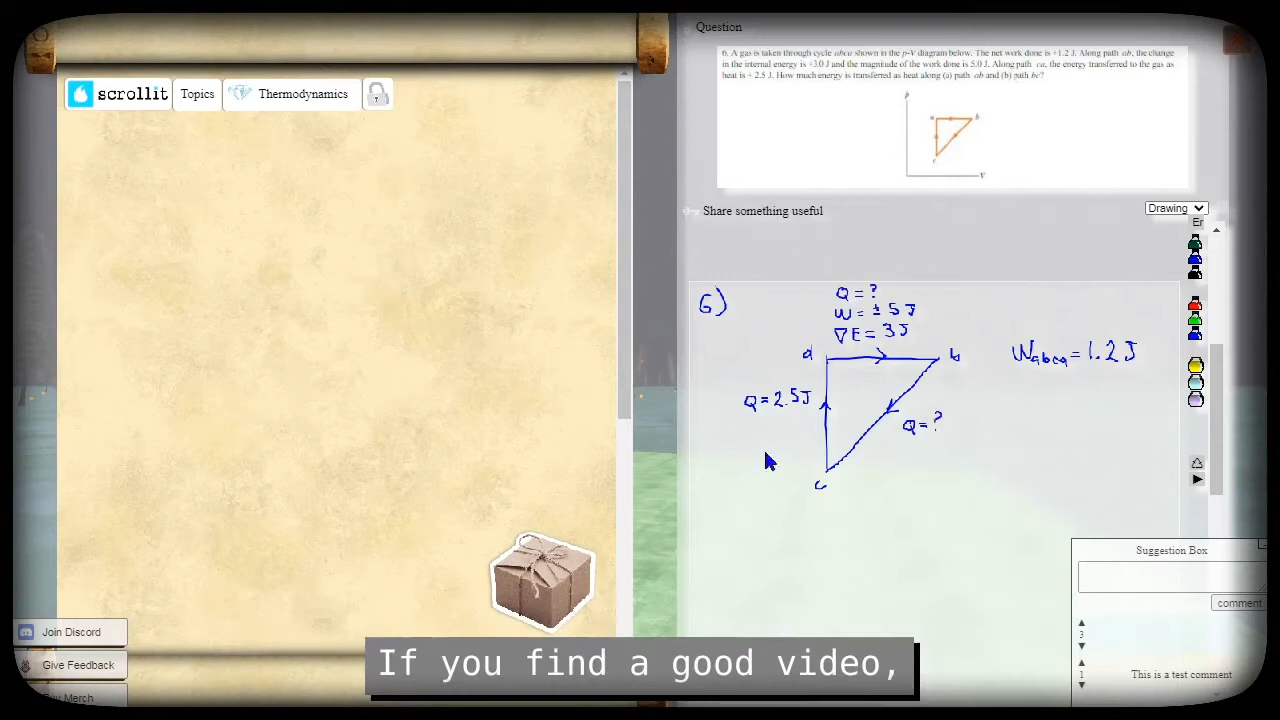 scrollit
Topics
Thermodynamics
Question
6. A gas is taken through cycle abca shown in the p-V diagram below. The net work done is +1.2 J. Along path ab, the change
in the internal energy is +3.0 J and the magnitude of the work done is 5.0 J. Along path ca, the energy transferred to the gas as
heat is + 2.5 J. How much energy is transferred as heat along (a) path ab and (b) path bc?
p
a
b
c
V
Share something useful
Drawing
Er
6)
Q = ?
W = ± 5 J
∇E = 3 J
a
b
Wabca = 1.2 J
Q = 2.5J
Q = ?
c
Suggestion Box
comment
3
1
This is a test comment
Join Discord
Give Feedback
Merch
If you find a good video,